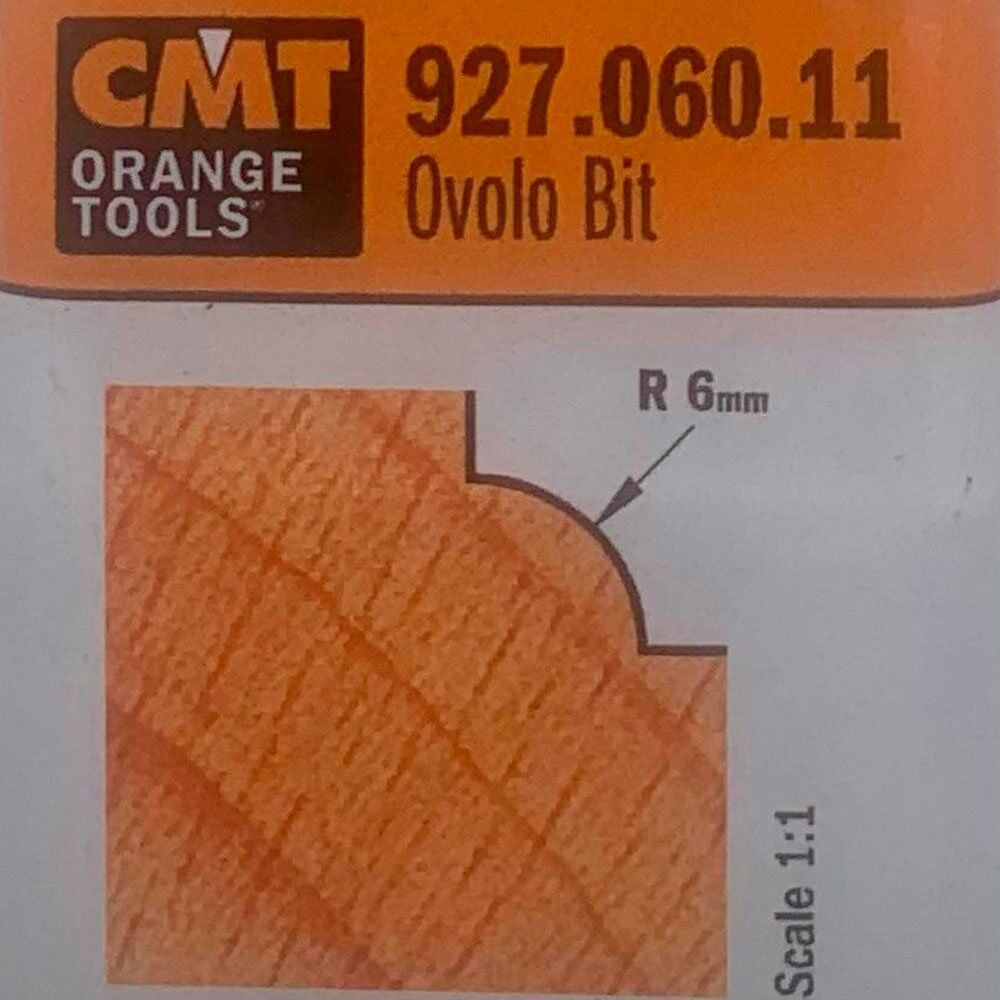 CMT
ORANGE
TOOLS
927.060.11
Ovolo Bit
R 6mm
Scale 1:1